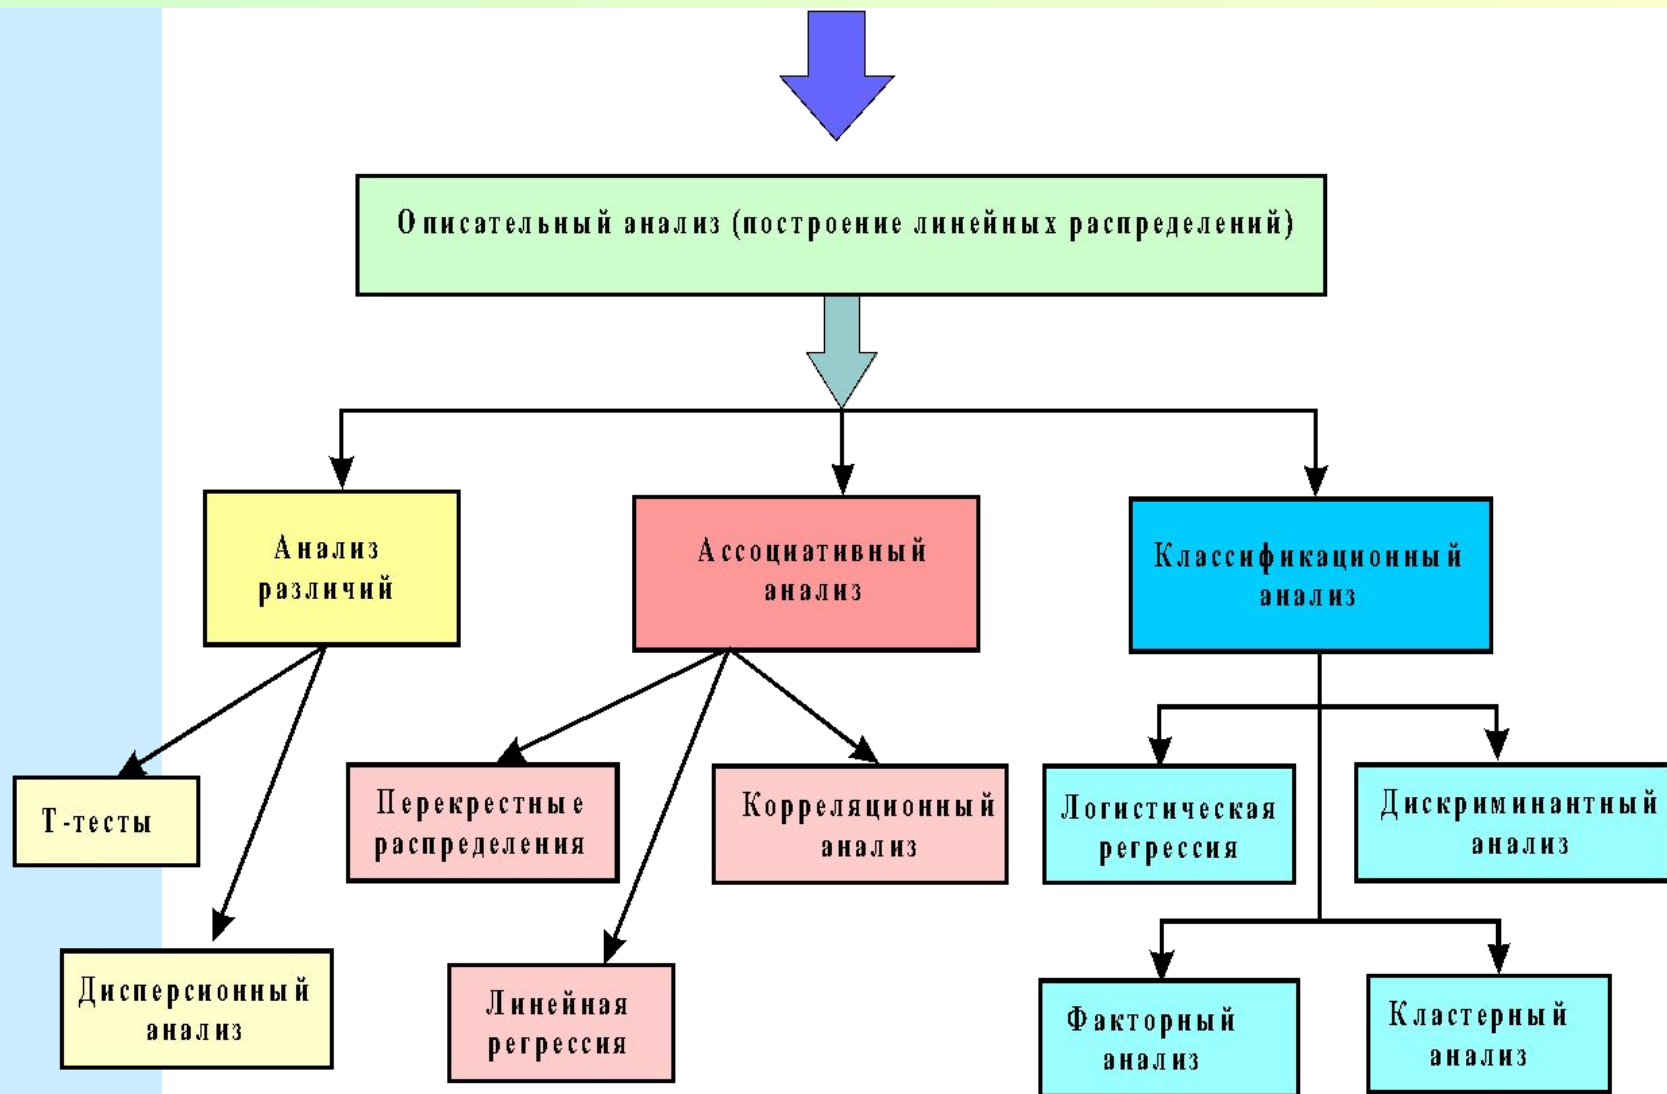 Описательный анализ (построение линейных распределений)
Анализ
различий
Ассоциативный
анализ
Классификационный
анализ
Т-тесты
Перекрестные
распределения
Корреляционный
анализ
Логистическая
регрессия
Дискриминантный
анализ
Дисперсионный
анализ
Линейная
регрессия
Факторный
анализ
Кластерный
анализ